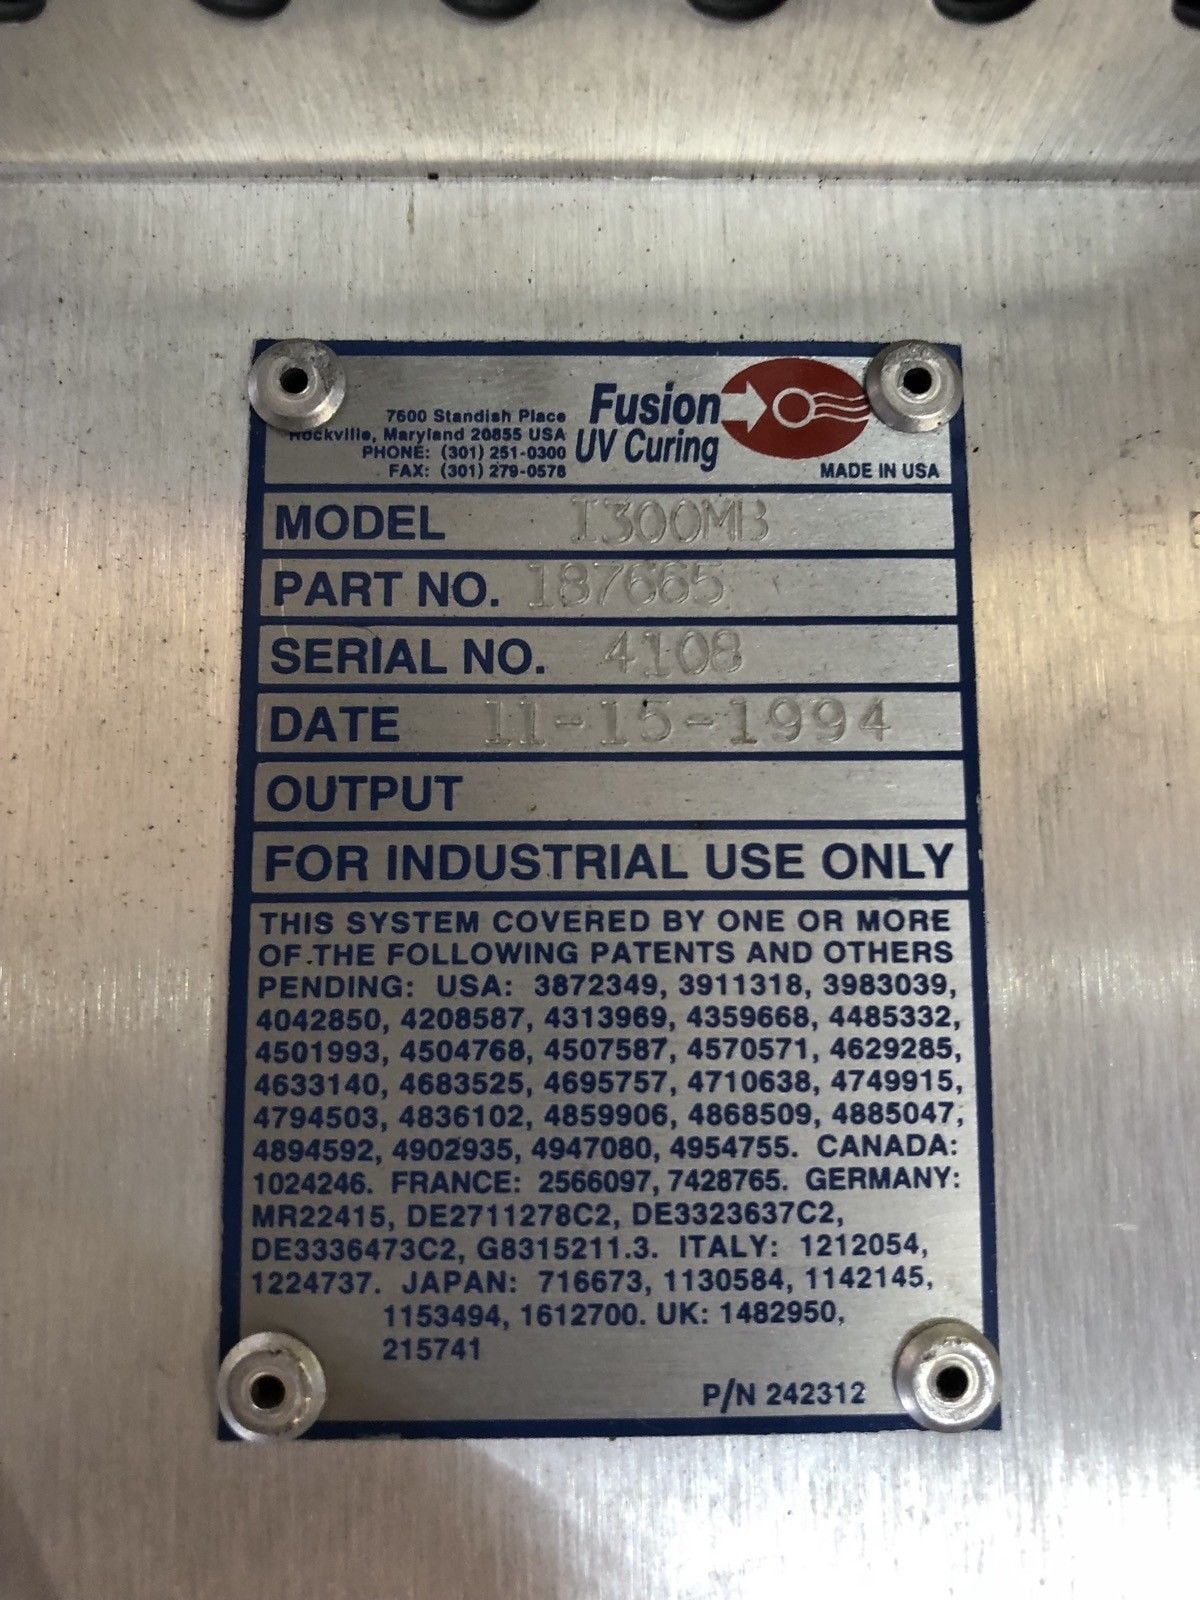 7600 Standish Place
Rockville, Maryland 20855 USA
PHONE: (301) 251-0300
FAX: (301) 279-0578
Fusion
UV Curing
MADE IN USA
MODEL I300MB
PART NO. 187665
SERIAL NO. 4108
DATE 11-15-1994
OUTPUT
FOR INDUSTRIAL USE ONLY
THIS SYSTEM COVERED BY ONE OR MORE
OF THE FOLLOWING PATENTS AND OTHERS
PENDING: USA: 3872349, 3911318, 3983039,
4042850, 4208587, 4313969, 4359668, 4485332,
4501993, 4504768, 4507587, 4570571, 4629285,
4633140, 4683525, 4695757, 4710638, 4749915,
4794503, 4836102, 4859906, 4868509, 4885047,
4894592, 4902935, 4947080, 4954755. CANADA:
1024246. FRANCE: 2566097, 7428765. GERMANY:
MR22415, DE2711278C2, DE3323637C2,
DE3336473C2, G8315211.3. ITALY: 1212054,
1224737. JAPAN: 716673, 1130584, 1142145,
1153494, 1612700. UK: 1482950,
215741
P/N 242312